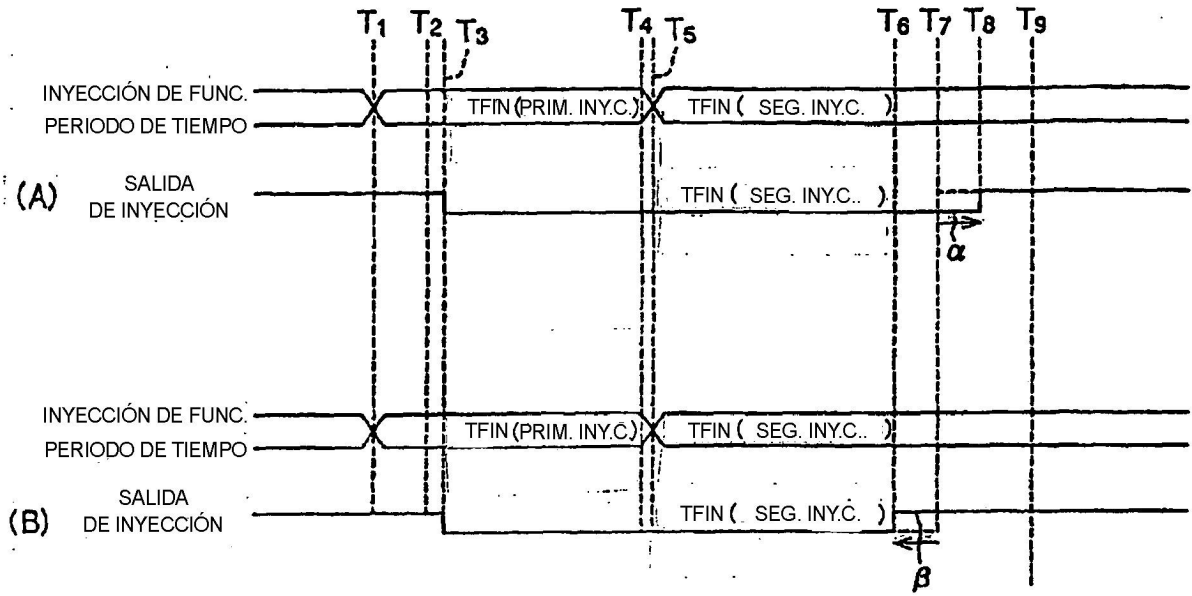 T1 T2 T3 T4 T5 T6 T7 T8 T9
INYECCIÓN DE FUNC.
PERIODO DE TIEMPO
TFIN (PRIM. INY.C.) TFIN ( SEG. INY.C. )
(A)
SALIDA
DE INYECCIÓN
TFIN ( SEG. INY.C.. )
α
INYECCIÓN DE FUNC.
PERIODO DE TIEMPO
TFIN (PRIM. INY.C) TFIN ( SEG. INY.C.. )
(B)
SALIDA
DE INYECCIÓN
TFIN ( SEG. INY.C. )
β